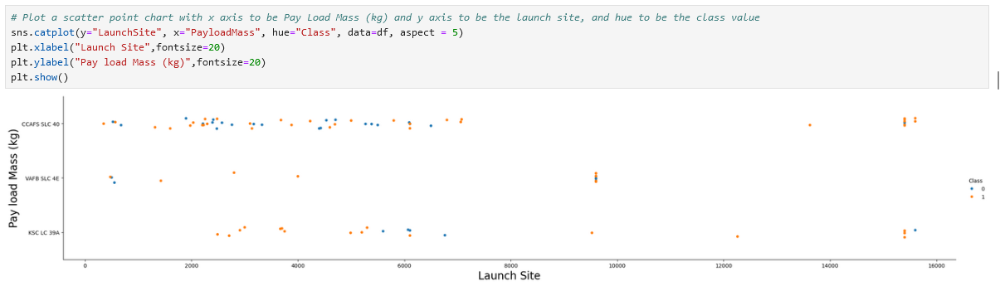 # Plot a scatter point chart with x axis to be Pay Load Mass (kg) and y axis to be the launch site, and hue to be the class value
sns.catplot(y="LaunchSite", x="PayloadMass", hue="Class", data=df, aspect = 5)
plt.xlabel("Launch Site",fontsize=20)
plt.ylabel("Pay load Mass (kg)",fontsize=20)
plt.show()
Pay load Mass (kg)
CCAFS SLC 40
VAFB SLC 4E
KSC LC 39A
Class
0
1
0 2000 4000 6000 8000 10000 12000 14000 16000
Launch Site